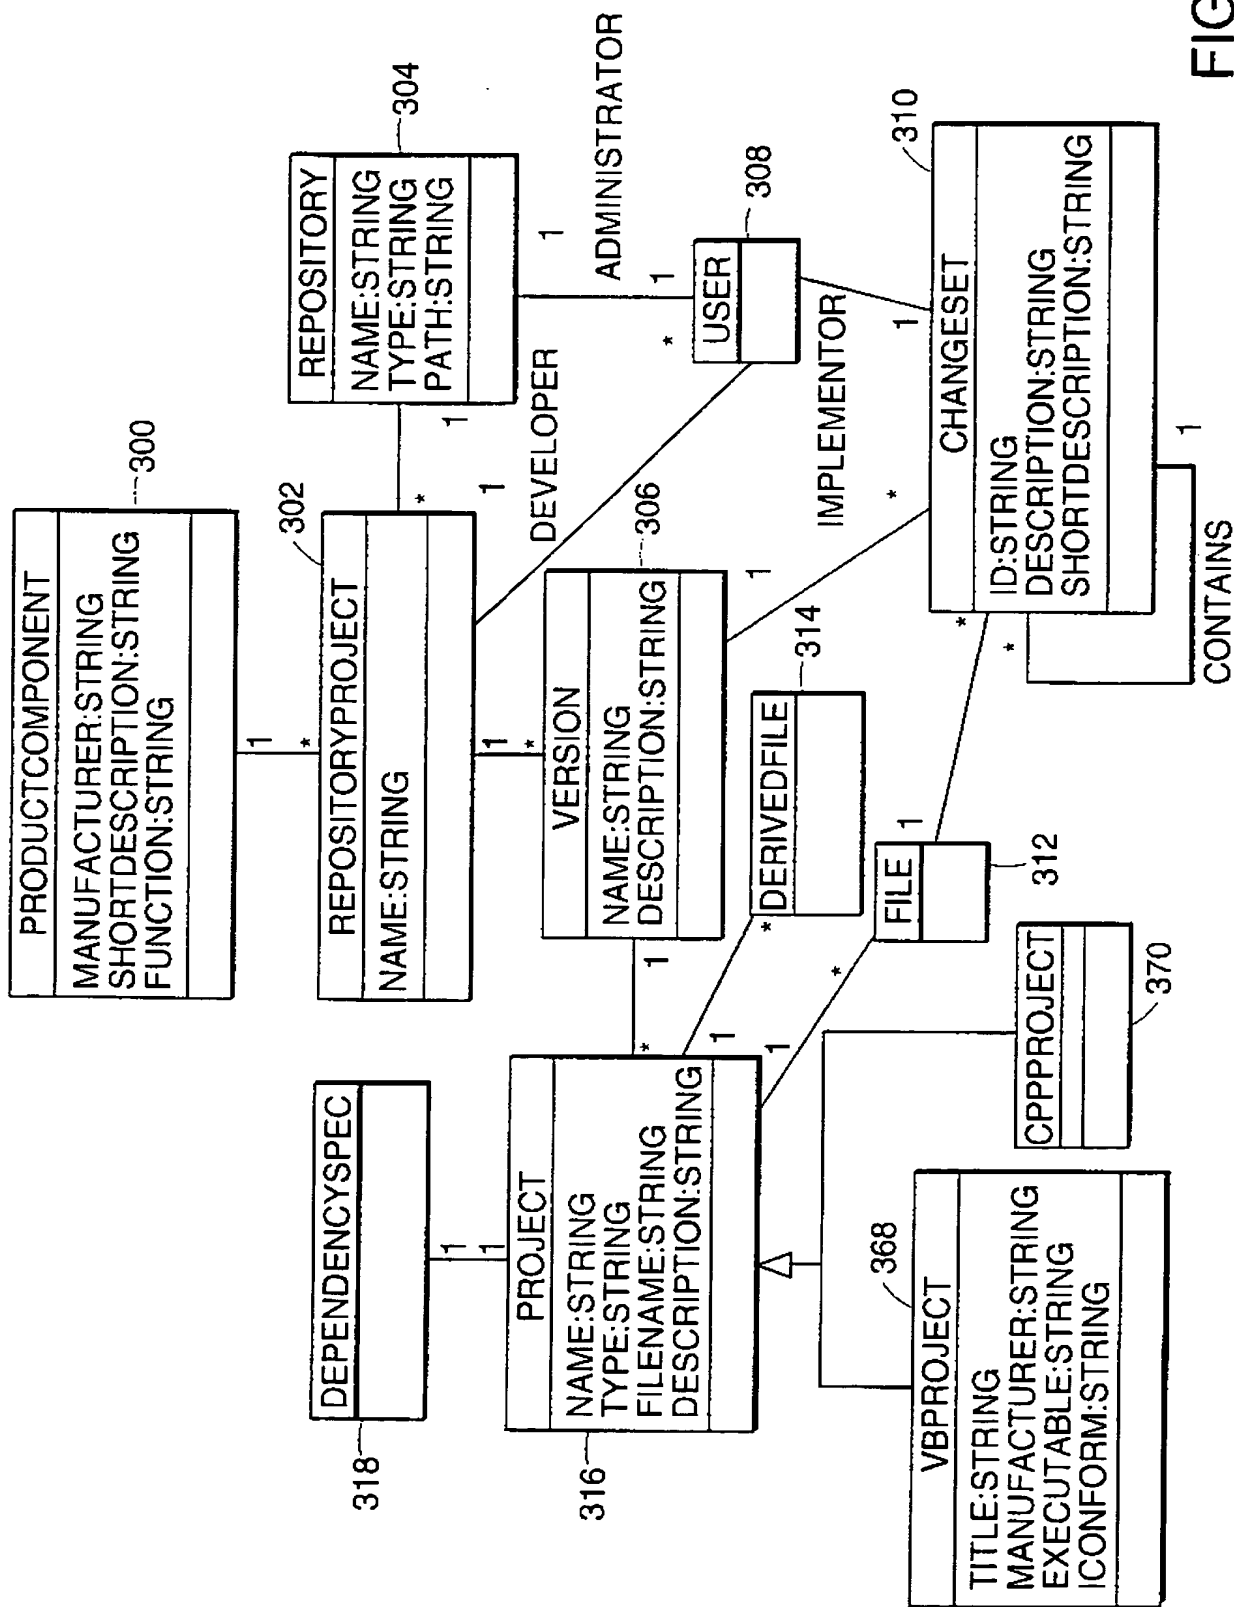 PRODUCTCOMPONENT
MANUFACTURER:STRING
SHORTDESCRIPTION:STRING
FUNCTION:STRING
300
1
*
REPOSITORYPROJECT
NAME:STRING
302
*
1
REPOSITORY
NAME:STRING
TYPE:STRING
PATH:STRING
304
1
ADMINISTRATOR
1
1
DEVELOPER
*
USER
308
1
*
VERSION
NAME:STRING
DESCRIPTION:STRING
306
1
*
IMPLEMENTOR
1
CHANGESET
ID:STRING
DESCRIPTION:STRING
SHORTDESCRIPTION:STRING
310
*
*
1
CONTAINS
DEPENDENCYSPEC
318
1
1
PROJECT
NAME:STRING
TYPE:STRING
FILENAME:STRING
DESCRIPTION:STRING
316
*
1
1
*
DERIVEDFILE
314
1
*
FILE
1
312
VBPROJECT
TITLE:STRING
MANUFACTURER:STRING
EXECUTABLE:STRING
ICONFORM:STRING
368
CPPPROJECT
370
FIG